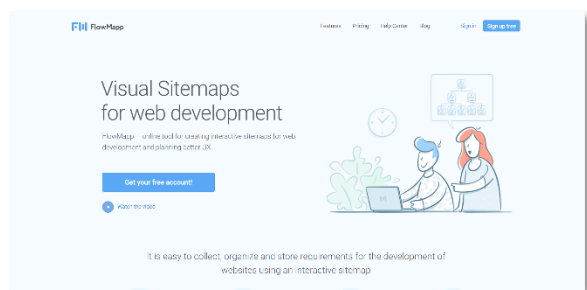 FlowMapp
Features Pricing Help Center Blog Sign in Sign up free
Visual Sitemaps
for web development
FlowMapp — online tool for creating interactive sitemaps for web
development and planning better UX
Get your free account!
Watch the video
It is easy to collect, organize and store requirements for the development of
websites using an interactive sitemap